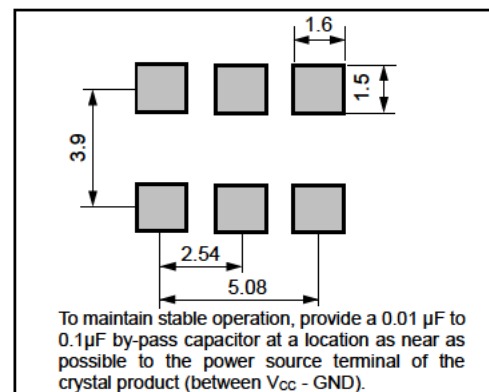 1.6
1.5
3.9
2.54
5.08
To maintain stable operation, provide a 0.01 µF to
0.1µF by-pass capacitor at a location as near as
possible to the power source terminal of the
crystal product (between VCC - GND).